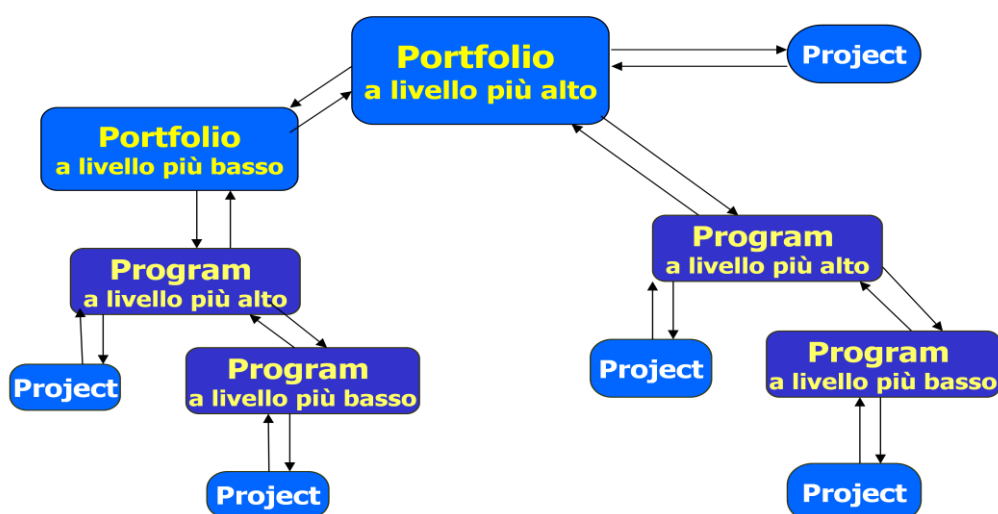 Portfolio
a livello più alto
Project
Portfolio
a livello più basso
Program
a livello più alto
Program
a livello più alto
Project
Program
a livello più basso
Project
Program
a livello più basso
Project
Project